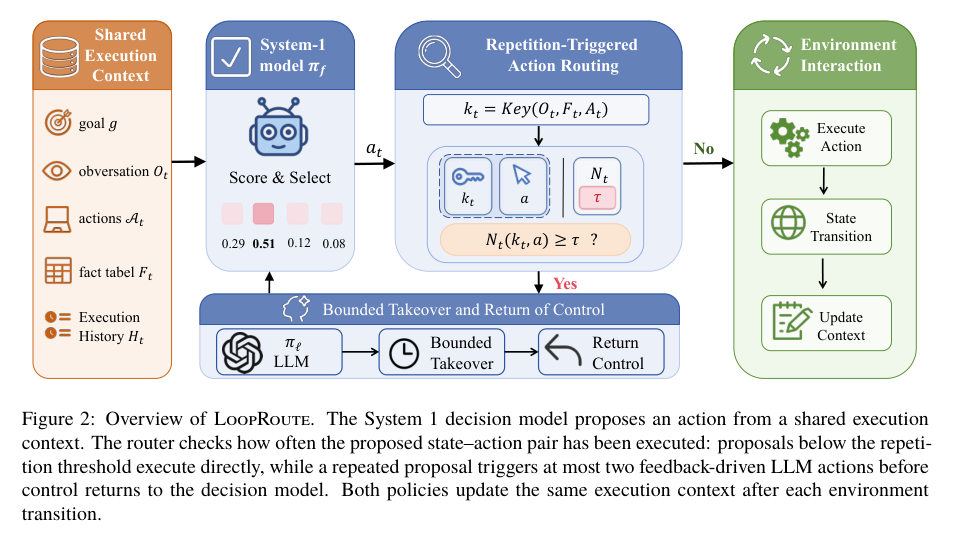 Shared
Execution
Context
goal g
obversation O_t
actions 𝒜_t
fact tabel F_t
Execution
History H_t
System-1
model π_f
Score & Select
0.29 0.51 0.12 0.08
a_t
Repetition-Triggered
Action Routing
k_t = Key(O_t, F_t, A_t)
k_t
a
N_t
τ
N_t(k_t, a) ≥ τ ?
No
Yes
Environment
Interaction
Execute
Action
State
Transition
Update
Context
Bounded Takeover and Return of Control
π_ℓ
LLM
Bounded
Takeover
Return
Control
Figure 2: Overview of LOOPROUTE. The System 1 decision model proposes an action from a shared execution
context. The router checks how often the proposed state–action pair has been executed: proposals below the repeti-
tion threshold execute directly, while a repeated proposal triggers at most two feedback-driven LLM actions before
control returns to the decision model. Both policies update the same execution context after each environment
transition.